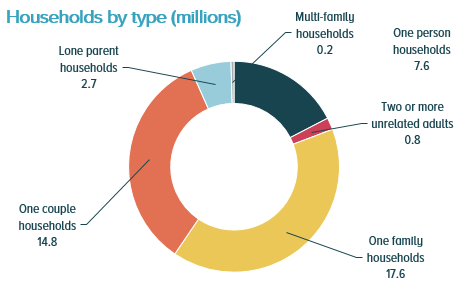 Households by type (millions)
Multi-family
households
0.2
One person
households
7.6
Lone parent
households
2.7
Two or more
unrelated adults
0.8
One couple
households
14.8
One family
households
17.6